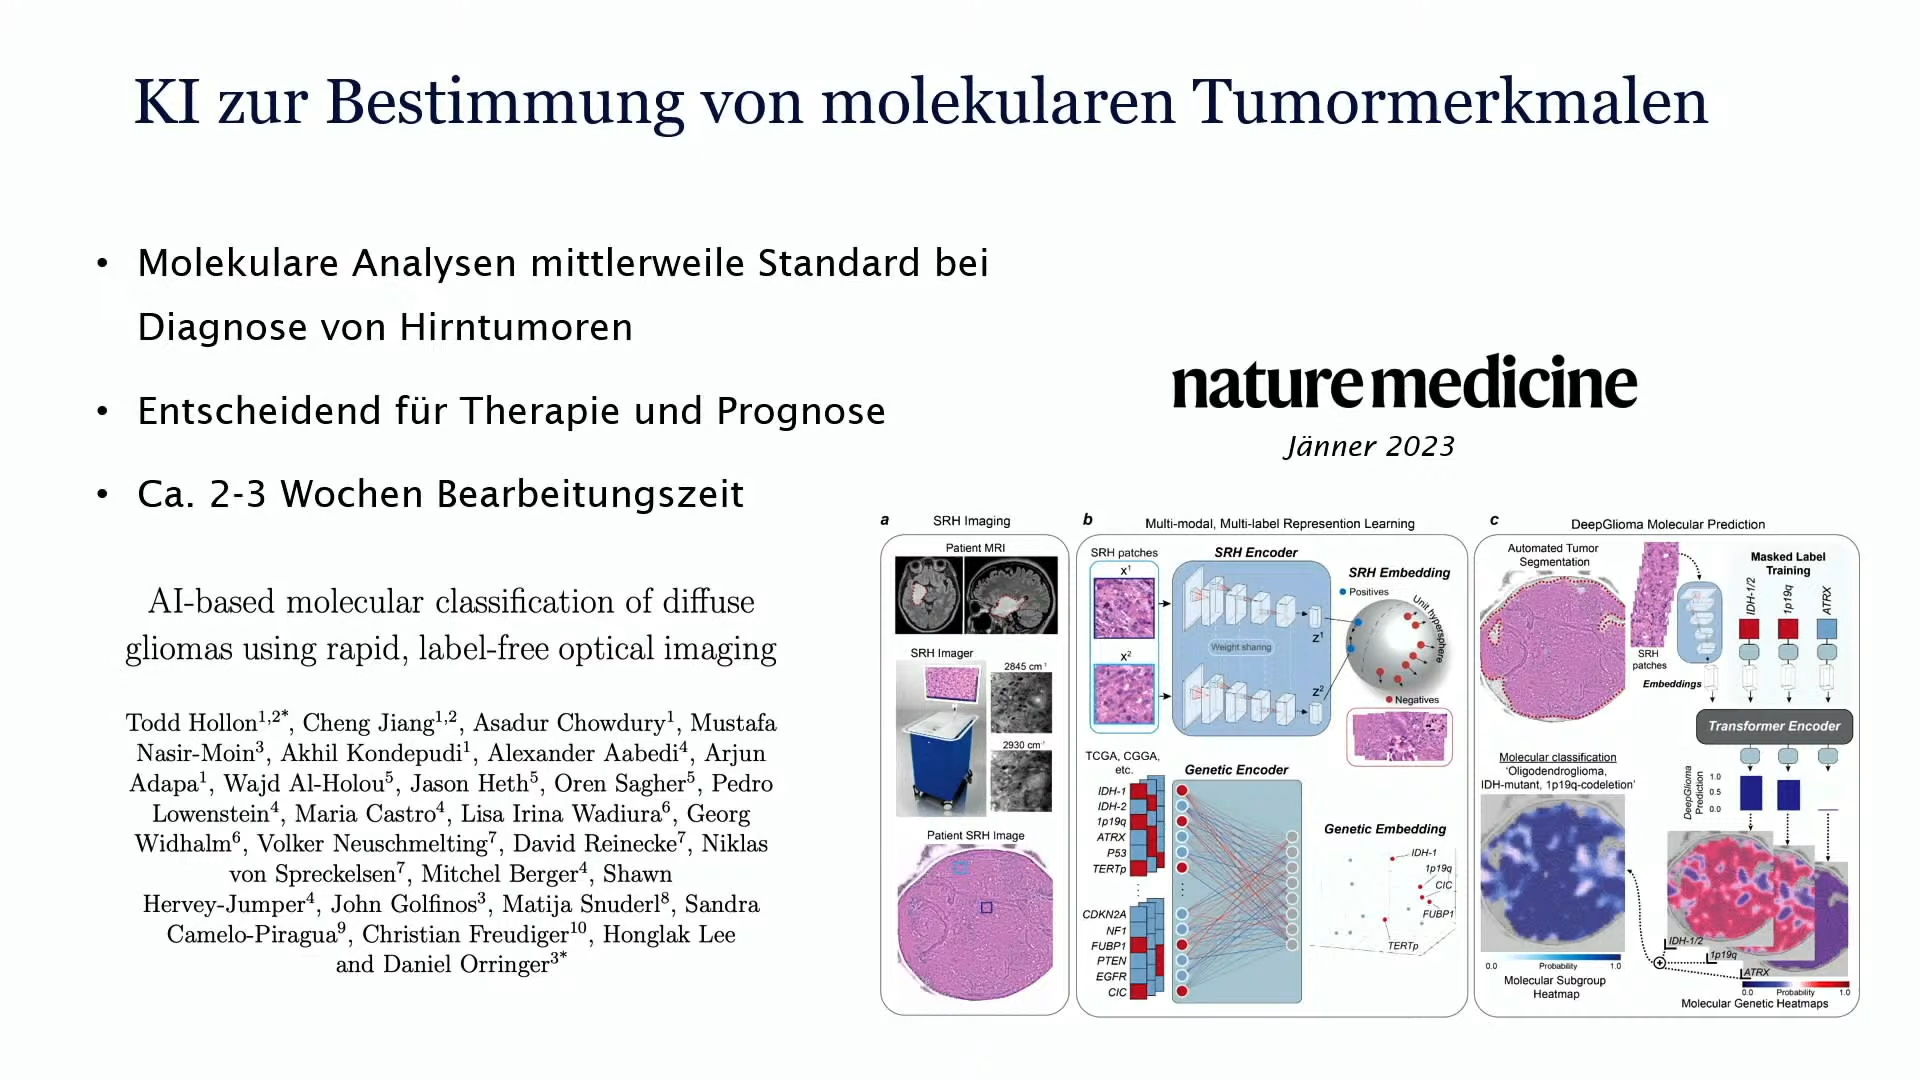 KI zur Bestimmung von molekularen Tumormerkmalen
• Molekulare Analysen mittlerweile Standard bei
Diagnose von Hirntumoren
• Entscheidend für Therapie und Prognose
• Ca. 2-3 Wochen Bearbeitungszeit
AI-based molecular classification of diffuse
gliomas using rapid, label-free optical imaging
Todd Hollon1,2*, Cheng Jiang1,2, Asadur Chowdury1, Mustafa
Nasir-Moin3, Akhil Kondepudi1, Alexander Aabedi4, Arjun
Adapa1, Wajd Al-Holou5, Jason Heth5, Oren Sagher5, Pedro
Lowenstein4, Maria Castro4, Lisa Irina Wadiura6, Georg
Widhalm6, Volker Neuschmelting7, David Reinecke7, Niklas
von Spreckelsen7, Mitchel Berger4, Shawn
Hervey-Jumper4, John Golfinos3, Matija Snuderl8, Sandra
Camelo-Piragua9, Christian Freudiger10, Honglak Lee
and Daniel Orringer3*
nature medicine
Jänner 2023
a SRH Imaging
Patient MRI
SRH Imager
2845 cm-1
2930 cm-1
Patient SRH Image
b Multi-modal, Multi-label Represention Learning
SRH patches
x1
x2
SRH Encoder
Weight sharing
z1
z2
SRH Embedding
Positives
Unit hypersphere
Negatives
TCGA, CGGA,
etc.
Genetic Encoder
IDH-1
IDH-2
1p19q
ATRX
P53
TERTp
CDKN2A
NF1
FUBP1
PTEN
EGFR
CIC
Genetic Embedding
IDH-1
1p19q
CIC
FUBP1
TERTp
c DeepGlioma Molecular Prediction
Automated Tumor
Segmentation
SRH
patches
Masked Label
Training
IDH-1/2
1p19q
ATRX
Embeddings
Transformer Encoder
Molecular classification
'Oligodendroglioma,
IDH-mutant, 1p19q-codeletion'
DeepGlioma
Prediction
1.0
0.5
0.0
0.0 Probability 1.0
Molecular Subgroup
Heatmap
IDH-1/2
1p19q
ATRX
0.0 Probability 1.0
Molecular Genetic Heatmaps